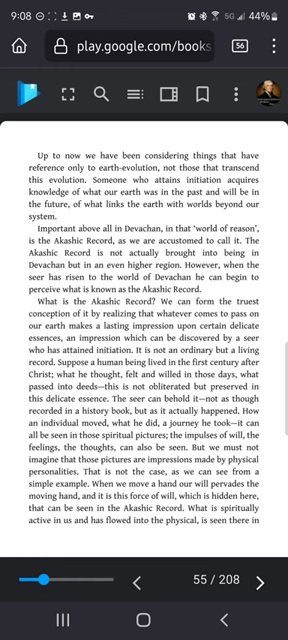 9:08
5G 44%
play.google.com/books
56
Up to now we have been considering things that have
reference only to earth-evolution, not those that transcend
this evolution. Someone who attains initiation acquires
knowledge of what our earth was in the past and will be in
the future, of what links the earth with worlds beyond our
system.
Important above all in Devachan, in that ‘world of reason’,
is the Akashic Record, as we are accustomed to call it. The
Akashic Record is not actually brought into being in
Devachan but in an even higher region. However, when the
seer has risen to the world of Devachan he can begin to
perceive what is known as the Akashic Record.
What is the Akashic Record? We can form the truest
conception of it by realizing that whatever comes to pass on
our earth makes a lasting impression upon certain delicate
essences, an impression which can be discovered by a seer
who has attained initiation. It is not an ordinary but a living
record. Suppose a human being lived in the first century after
Christ; what he thought, felt and willed in those days, what
passed into deeds—this is not obliterated but preserved in
this delicate essence. The seer can behold it—not as though
recorded in a history book, but as it actually happened. How
an individual moved, what he did, a journey he took—it can
all be seen in those spiritual pictures; the impulses of will, the
feelings, the thoughts, can also be seen. But we must not
imagine that those pictures are impressions made by physical
personalities. That is not the case, as we can see from a
simple example. When we move a hand our will pervades the
moving hand, and it is this force of will, which is hidden here,
that can be seen in the Akashic Record. What is spiritually
active in us and has flowed into the physical, is seen there in
55 / 208